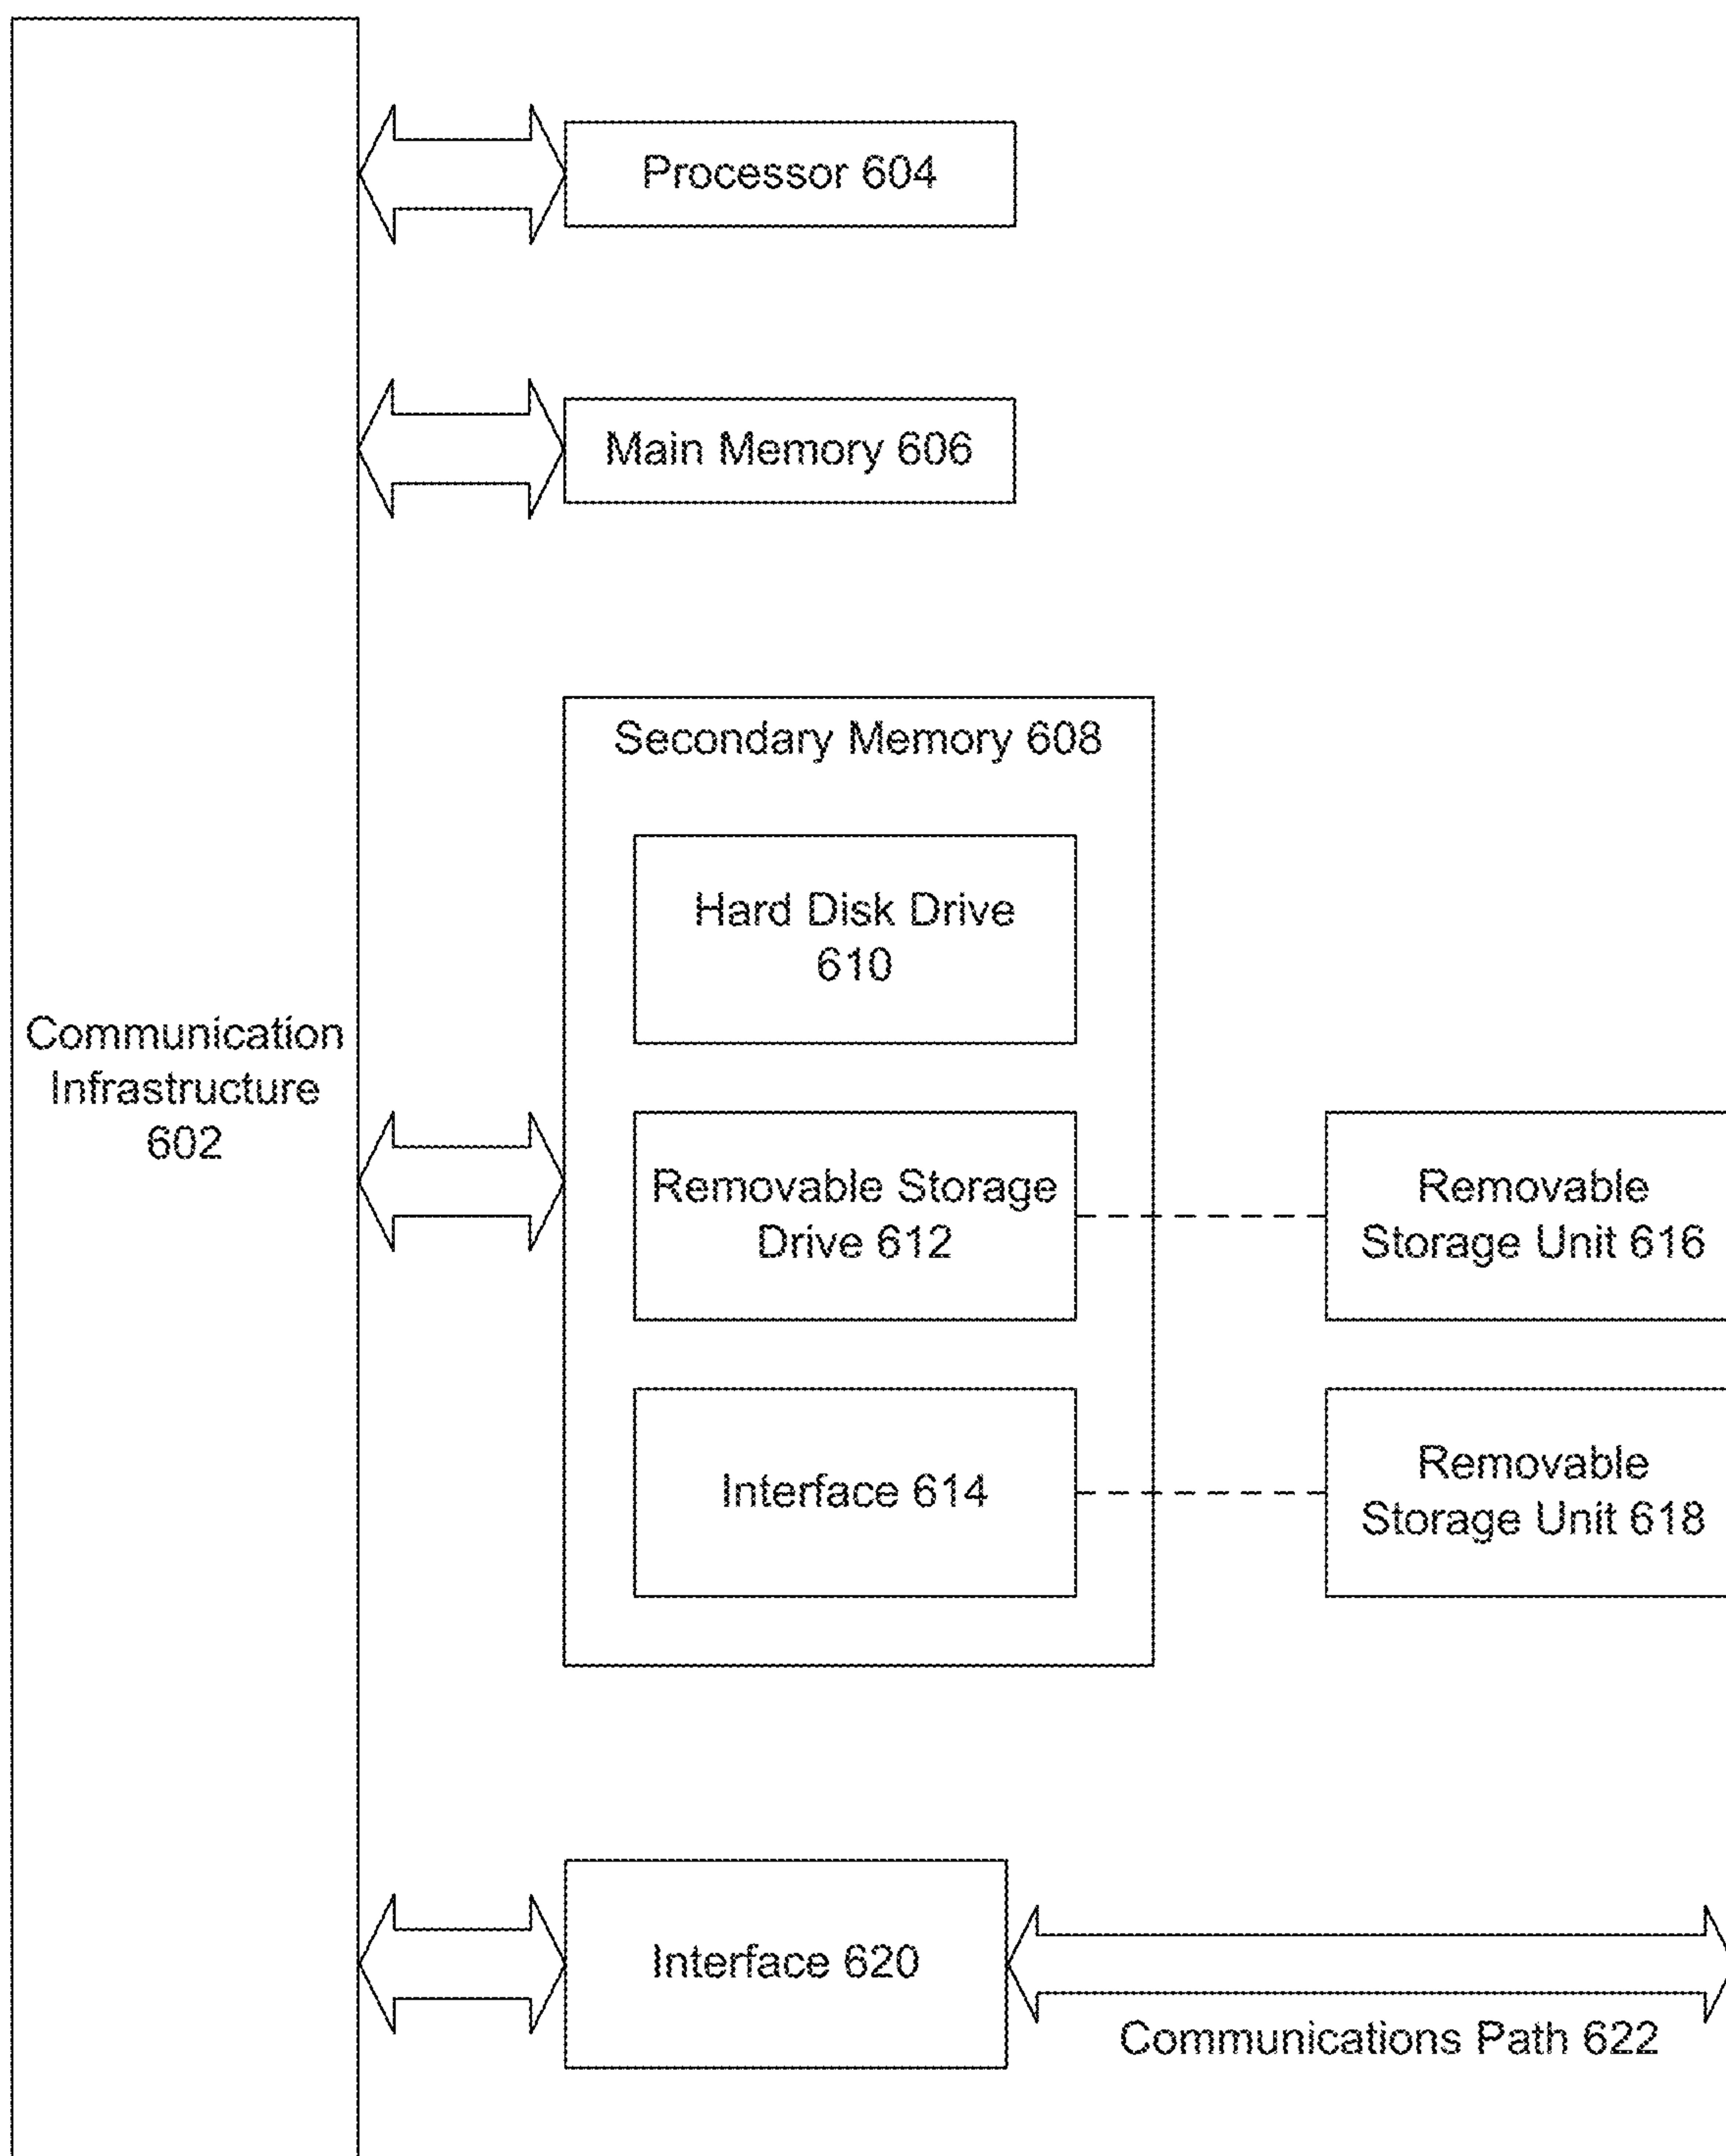 Processor 604
Main Memory 606
Secondary Memory 608
Hard Disk Drive
610
Communication
Infrastructure
602
Removable Storage
Drive 612
Removable
Storage Unit 616
Interface 614
Removable
Storage Unit 618
Interface 620
Communications Path 622